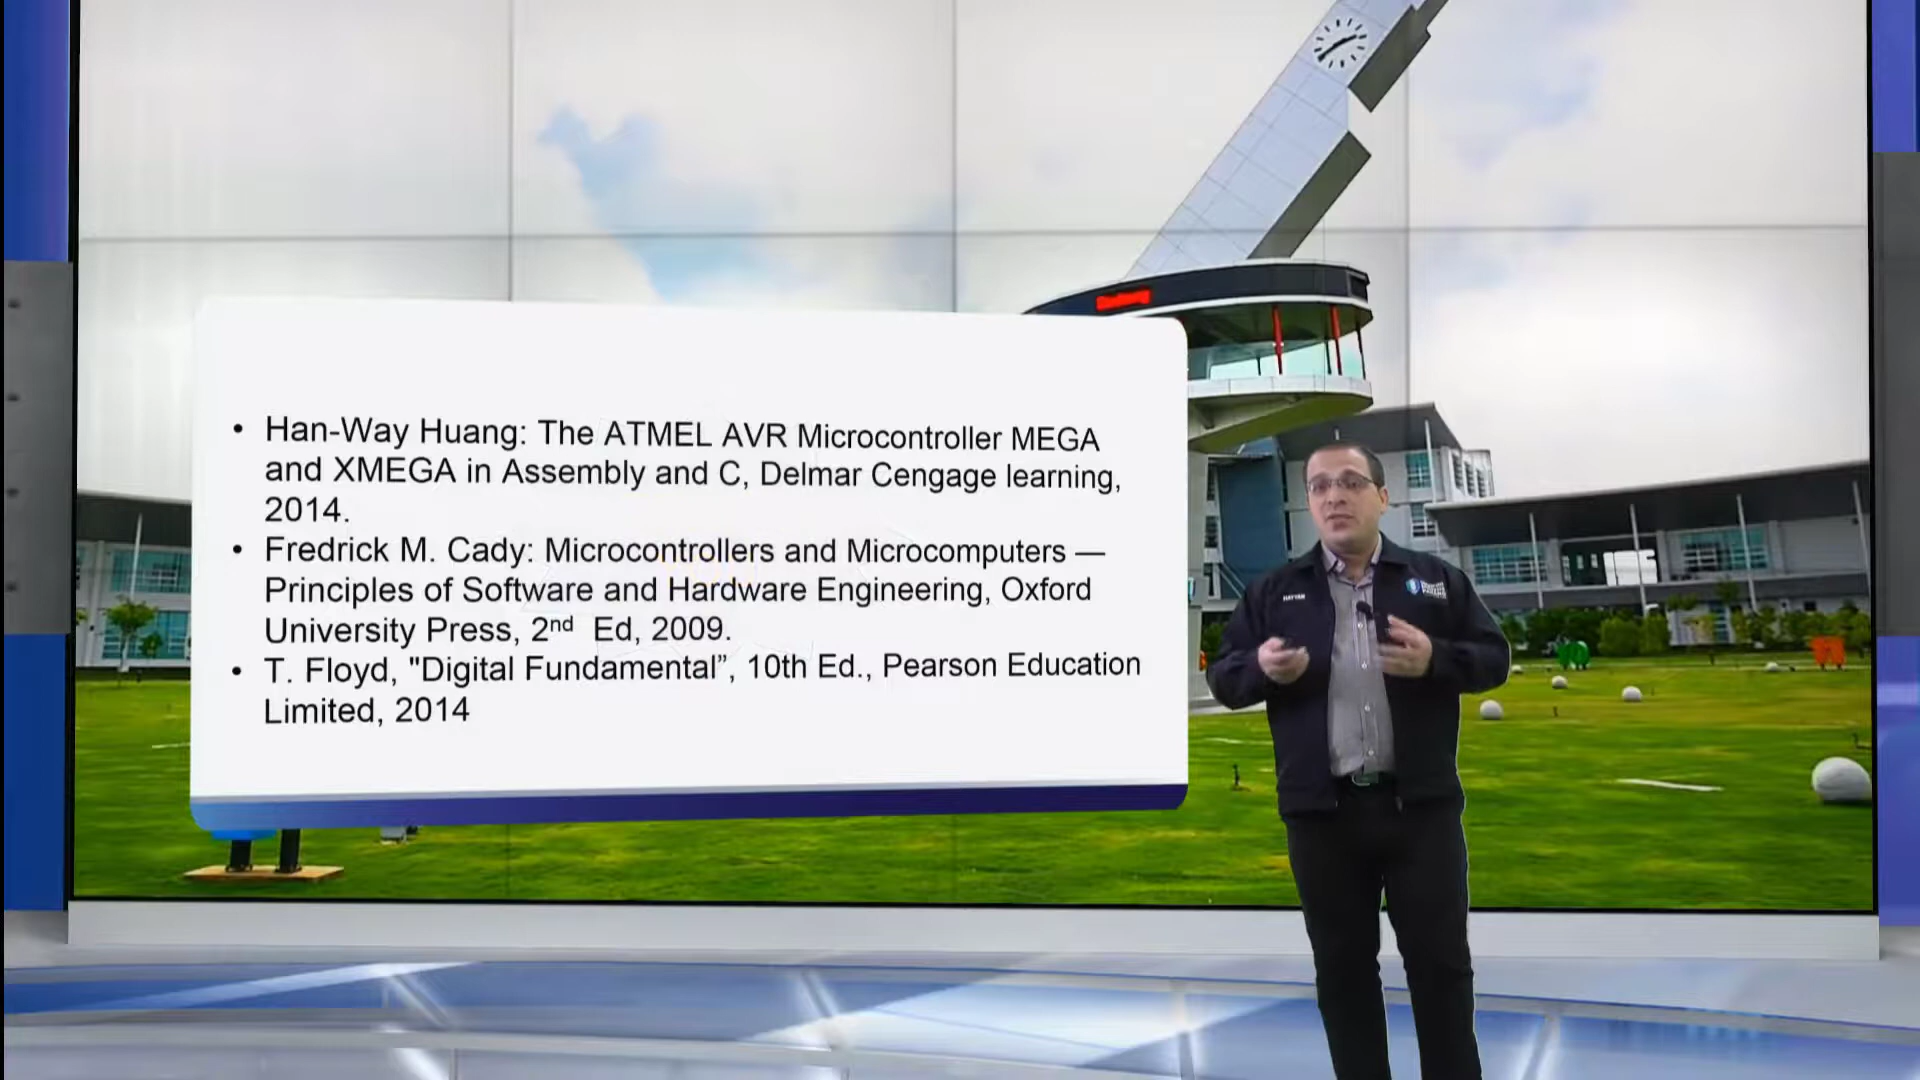 • Han-Way Huang: The ATMEL AVR Microcontroller MEGA
and XMEGA in Assembly and C, Delmar Cengage learning,
2014.
• Fredrick M. Cady: Microcontrollers and Microcomputers —
Principles of Software and Hardware Engineering, Oxford
University Press, 2nd Ed, 2009.
• T. Floyd, "Digital Fundamental”, 10th Ed., Pearson Education
Limited, 2014
HAYYAN